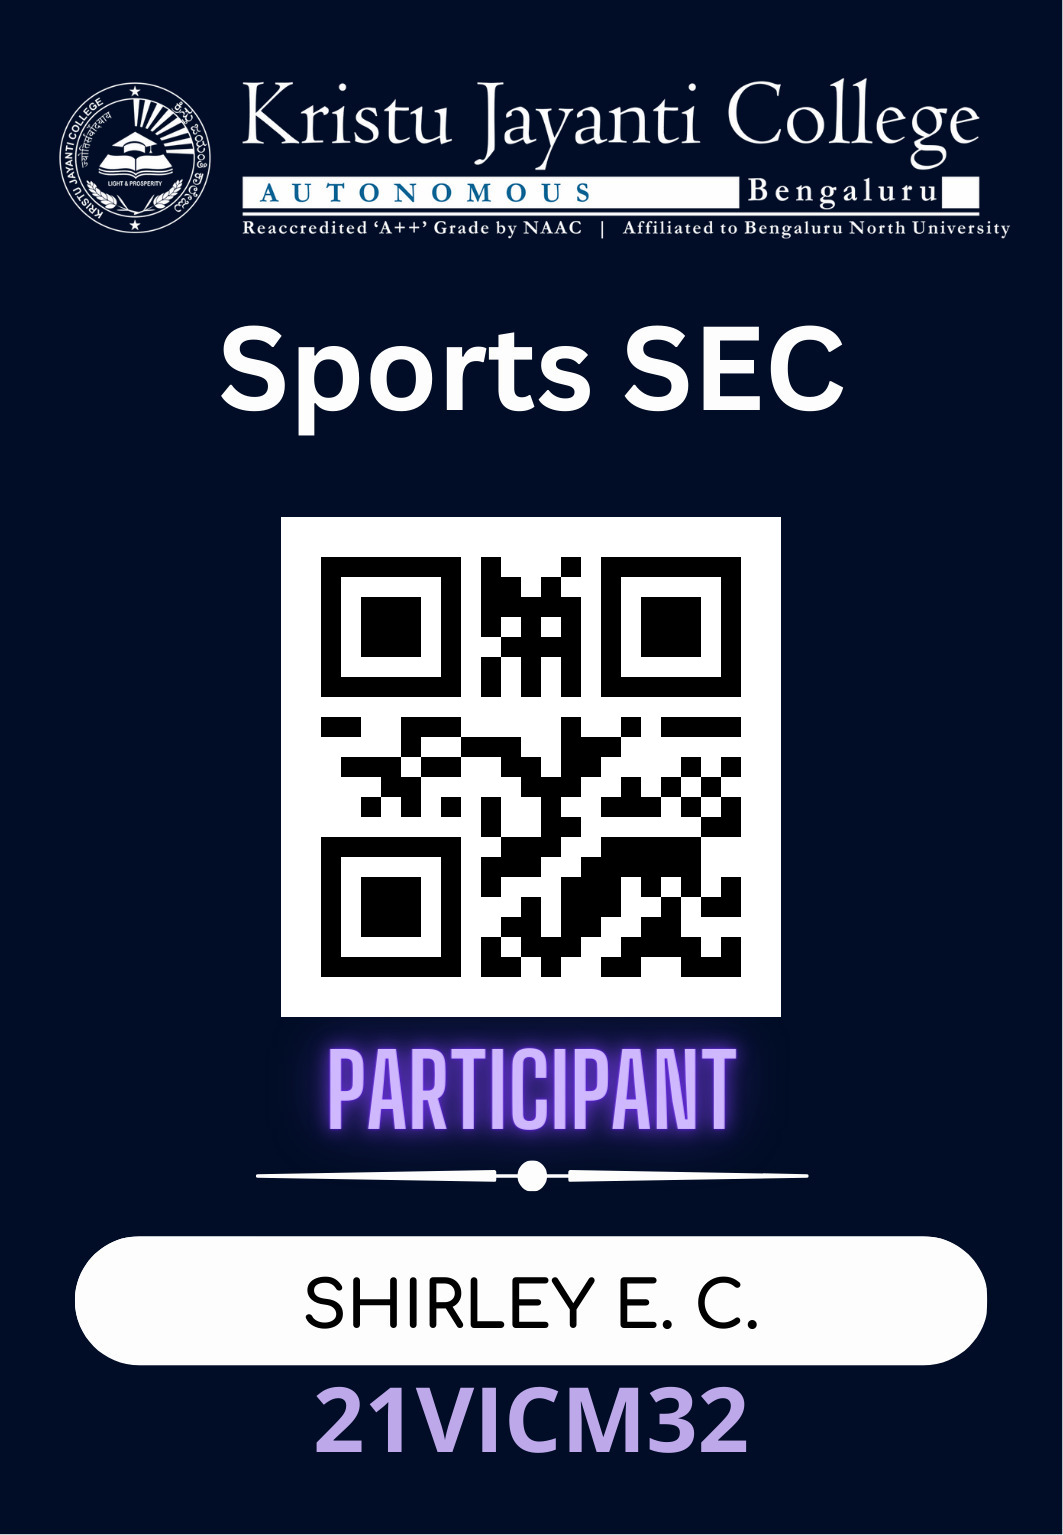 Kristu Jayanti College
AUTONOMOUS Bengaluru
Reaccredited ‘A++’ Grade by NAAC | Affiliated to Bengaluru North University
KRISTU JAYANTI COLLEGE
LIGHT & PROSPERITY
Sports SEC
PARTICIPANT
SHIRLEY E. C.
21VICM32